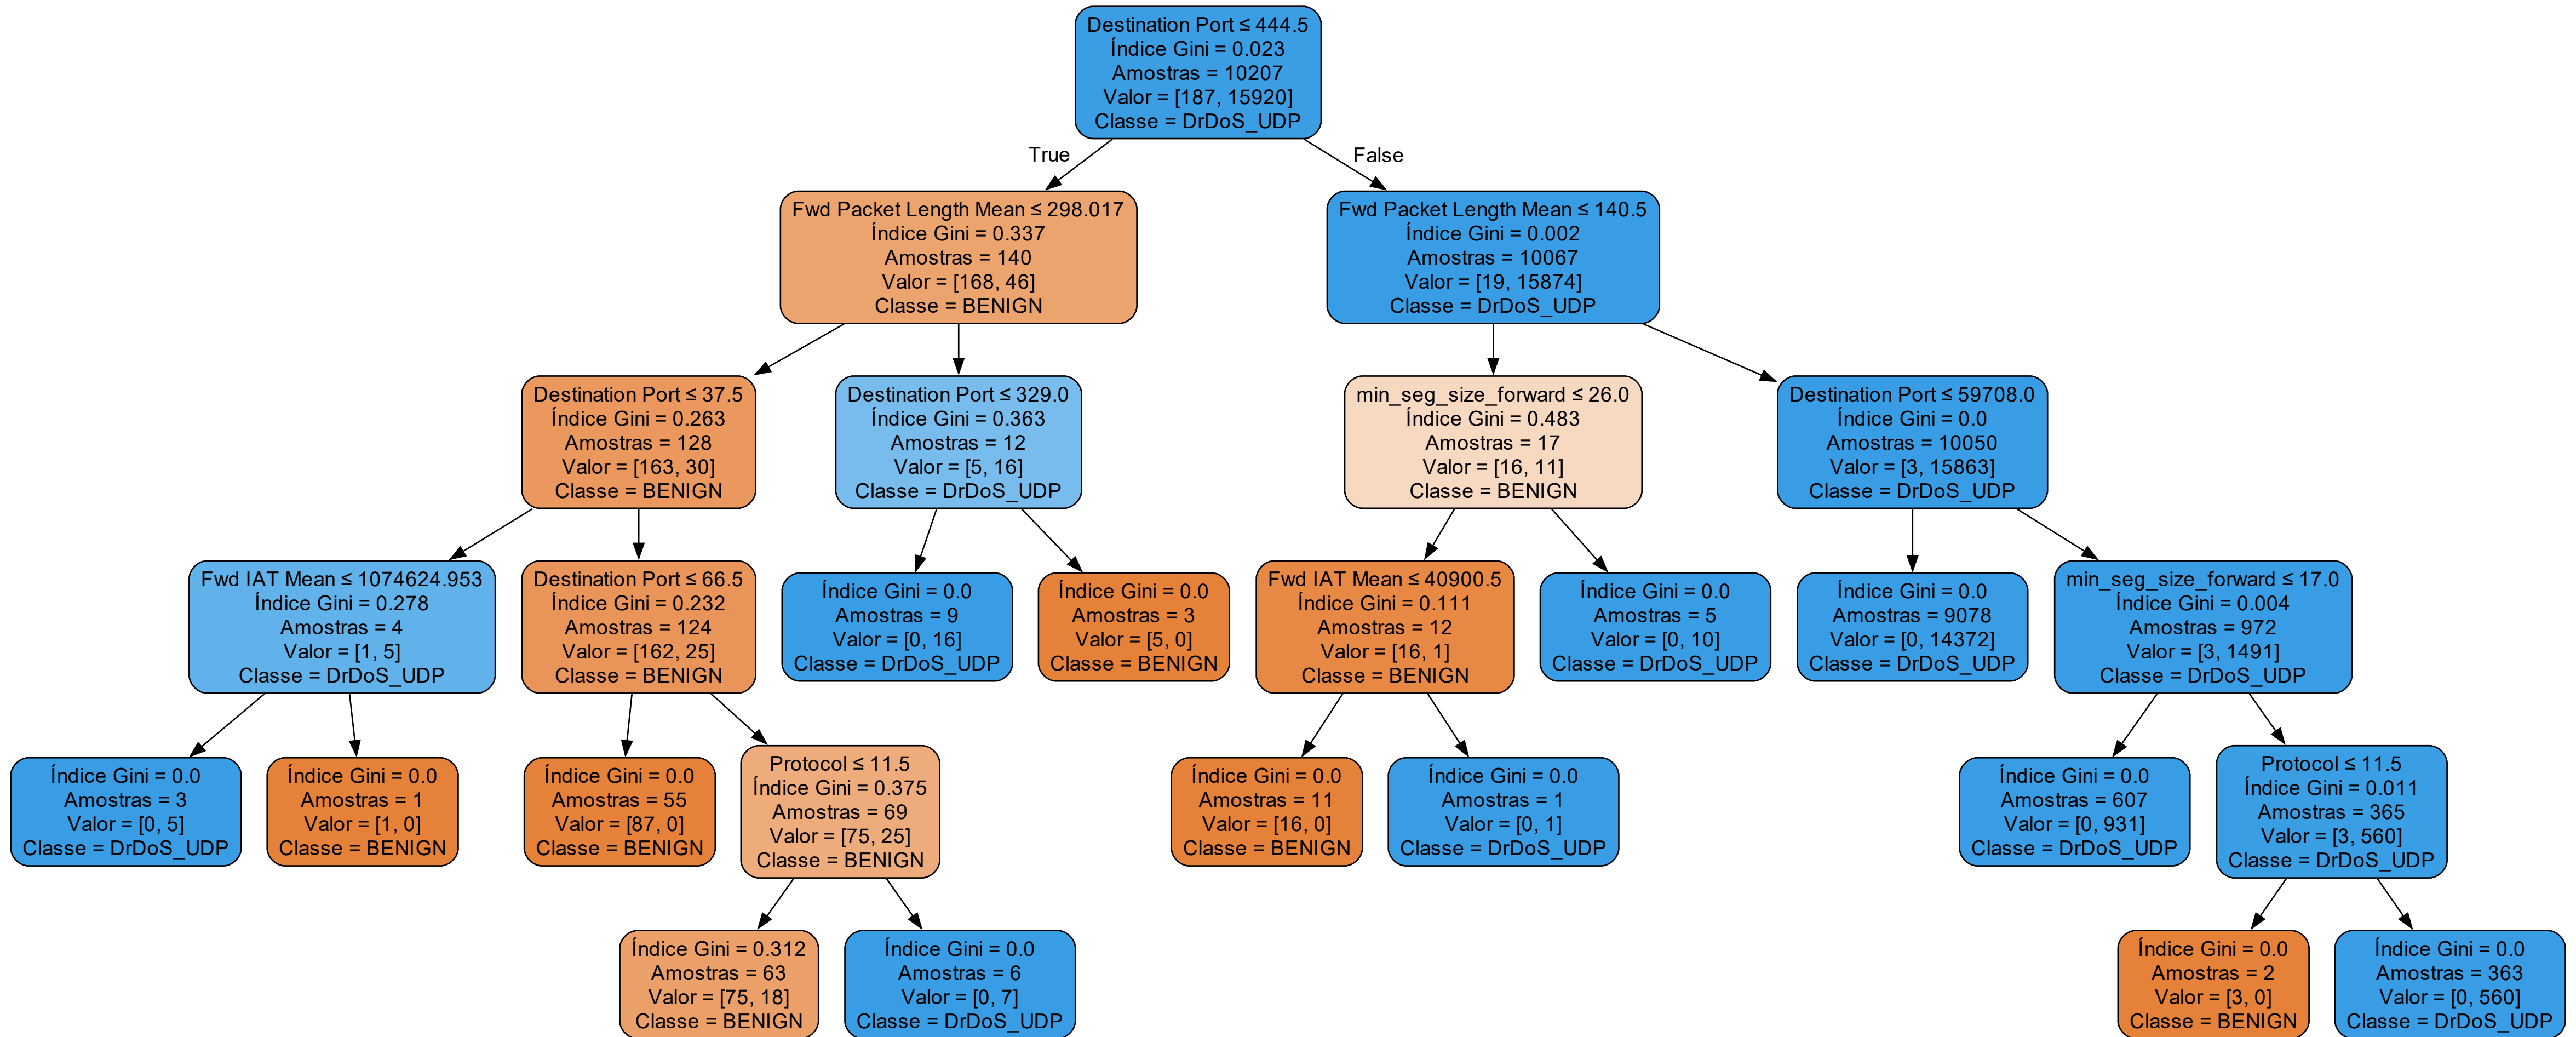 Destination Port ≤ 444.5
Índice Gini = 0.023
Amostras = 10207
Valor = [187, 15920]
Classe = DrDoS_UDP
True
False
Fwd Packet Length Mean ≤ 298.017
Índice Gini = 0.337
Amostras = 140
Valor = [168, 46]
Classe = BENIGN
Fwd Packet Length Mean ≤ 140.5
Índice Gini = 0.002
Amostras = 10067
Valor = [19, 15874]
Classe = DrDoS_UDP
Destination Port ≤ 37.5
Índice Gini = 0.263
Amostras = 128
Valor = [163, 30]
Classe = BENIGN
Destination Port ≤ 329.0
Índice Gini = 0.363
Amostras = 12
Valor = [5, 16]
Classe = DrDoS_UDP
min_seg_size_forward ≤ 26.0
Índice Gini = 0.483
Amostras = 17
Valor = [16, 11]
Classe = BENIGN
Destination Port ≤ 59708.0
Índice Gini = 0.0
Amostras = 10050
Valor = [3, 15863]
Classe = DrDoS_UDP
Fwd IAT Mean ≤ 1074624.953
Índice Gini = 0.278
Amostras = 4
Valor = [1, 5]
Classe = DrDoS_UDP
Destination Port ≤ 66.5
Índice Gini = 0.232
Amostras = 124
Valor = [162, 25]
Classe = BENIGN
Índice Gini = 0.0
Amostras = 9
Valor = [0, 16]
Classe = DrDoS_UDP
Índice Gini = 0.0
Amostras = 3
Valor = [5, 0]
Classe = BENIGN
Fwd IAT Mean ≤ 40900.5
Índice Gini = 0.111
Amostras = 12
Valor = [16, 1]
Classe = BENIGN
Índice Gini = 0.0
Amostras = 5
Valor = [0, 10]
Classe = DrDoS_UDP
Índice Gini = 0.0
Amostras = 9078
Valor = [0, 14372]
Classe = DrDoS_UDP
min_seg_size_forward ≤ 17.0
Índice Gini = 0.004
Amostras = 972
Valor = [3, 1491]
Classe = DrDoS_UDP
Índice Gini = 0.0
Amostras = 3
Valor = [0, 5]
Classe = DrDoS_UDP
Índice Gini = 0.0
Amostras = 1
Valor = [1, 0]
Classe = BENIGN
Índice Gini = 0.0
Amostras = 55
Valor = [87, 0]
Classe = BENIGN
Protocol ≤ 11.5
Índice Gini = 0.375
Amostras = 69
Valor = [75, 25]
Classe = BENIGN
Índice Gini = 0.0
Amostras = 11
Valor = [16, 0]
Classe = BENIGN
Índice Gini = 0.0
Amostras = 1
Valor = [0, 1]
Classe = DrDoS_UDP
Índice Gini = 0.0
Amostras = 607
Valor = [0, 931]
Classe = DrDoS_UDP
Protocol ≤ 11.5
Índice Gini = 0.011
Amostras = 365
Valor = [3, 560]
Classe = DrDoS_UDP
Índice Gini = 0.312
Amostras = 63
Valor = [75, 18]
Classe = BENIGN
Índice Gini = 0.0
Amostras = 6
Valor = [0, 7]
Classe = DrDoS_UDP
Índice Gini = 0.0
Amostras = 2
Valor = [3, 0]
Classe = BENIGN
Índice Gini = 0.0
Amostras = 363
Valor = [0, 560]
Classe = DrDoS_UDP